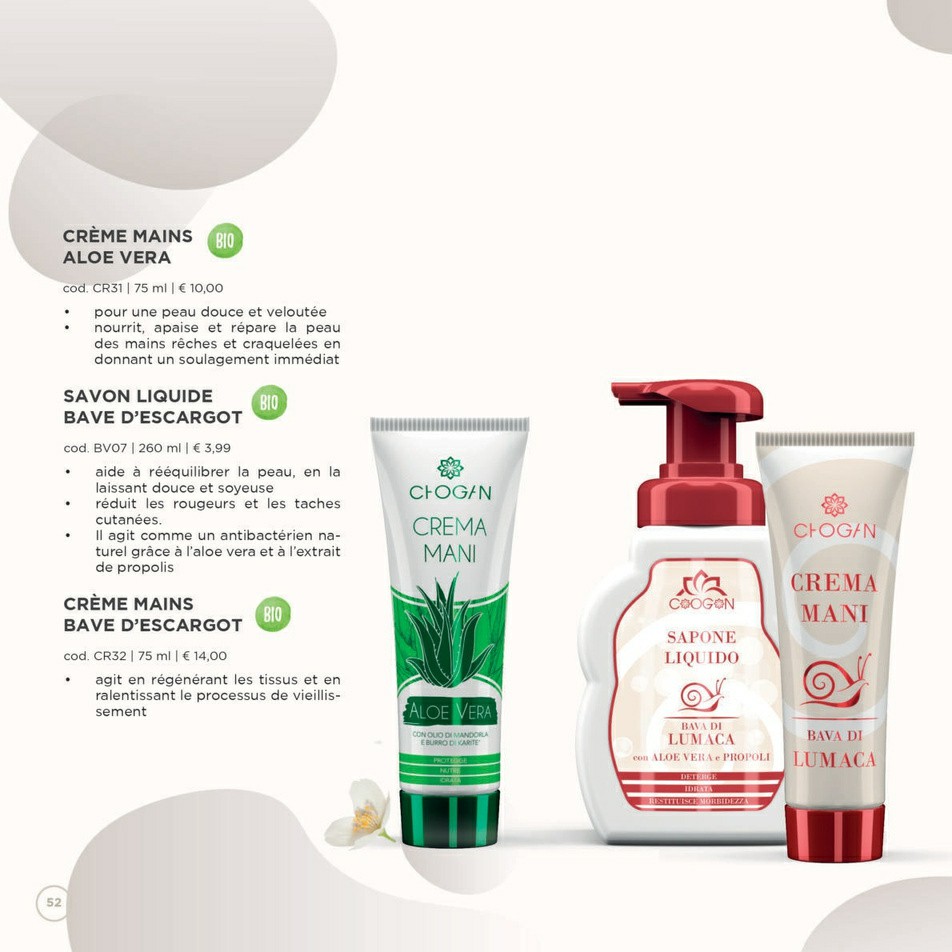 CRÈME MAINS
ALOE VERA
BIO
cod. CR31 | 75 ml | € 10,00
• pour une peau douce et veloutée
• nourrit, apaise et répare la peau
des mains rêches et craquelées en
donnant un soulagement immédiat
SAVON LIQUIDE
BAVE D'ESCARGOT
BIO
cod. BV07 | 260 ml | € 3,99
• aide à rééquilibrer la peau, en la
laissant douce et soyeuse
• réduit les rougeurs et les taches
cutanées.
• Il agit comme un antibactérien na-
turel grâce à l'aloe vera et à l'extrait
de propolis
CRÈME MAINS
BAVE D'ESCARGOT
BIO
cod. CR32 | 75 ml | € 14,00
• agit en régénérant les tissus et en
ralentissant le processus de vieillis-
sement
CHOGAN
CREMA
MANI
ALOE VERA
CON OLIO DI MANDORLA
E BURRO DI KARITE'
PROTEGGE
NUTRE
IDRATA
CHOGAN
SAPONE
LIQUIDO
BAVA DI
LUMACA
con ALOE VERA e PROPOLI
DETERGE
IDRATA
RESTITUISCE MORBIDEZZA
CHOGAN
CREMA
MANI
BAVA DI
LUMACA
52